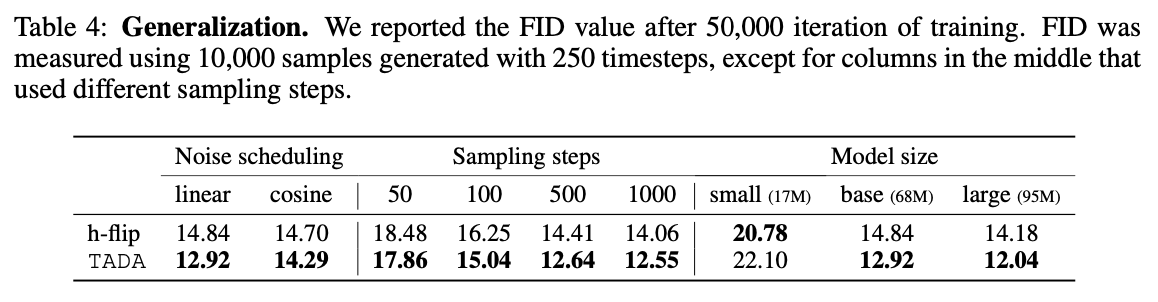 Table 4: Generalization. We reported the FID value after 50,000 iteration of training. FID was
measured using 10,000 samples generated with 250 timesteps, except for columns in the middle that
used different sampling steps.
Noise scheduling Sampling steps Model size
linear cosine 50 100 500 1000 small (17M) base (68M) large (95M)
h-flip 14.84 14.70 18.48 16.25 14.41 14.06 20.78 14.84 14.18
TADA 12.92 14.29 17.86 15.04 12.64 12.55 22.10 12.92 12.04